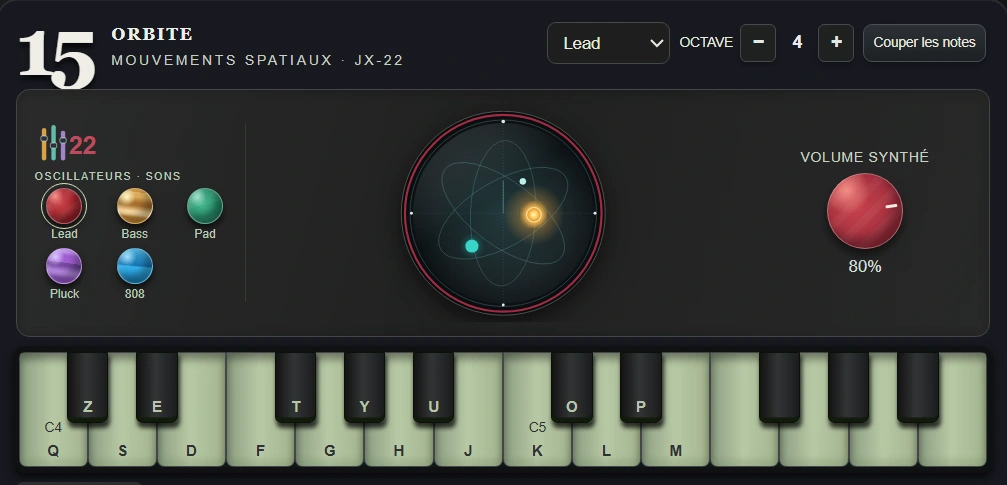 15
ORBITE
MOUVEMENTS SPATIAUX · JX-22
Lead
OCTAVE − 4 + Couper les notes
22
OSCILLATEURS · SONS
Lead Bass Pad
Pluck 808
VOLUME SYNTHÉ
80%
Z E T Y U O P
C4 C5
Q S D F G H J K L M